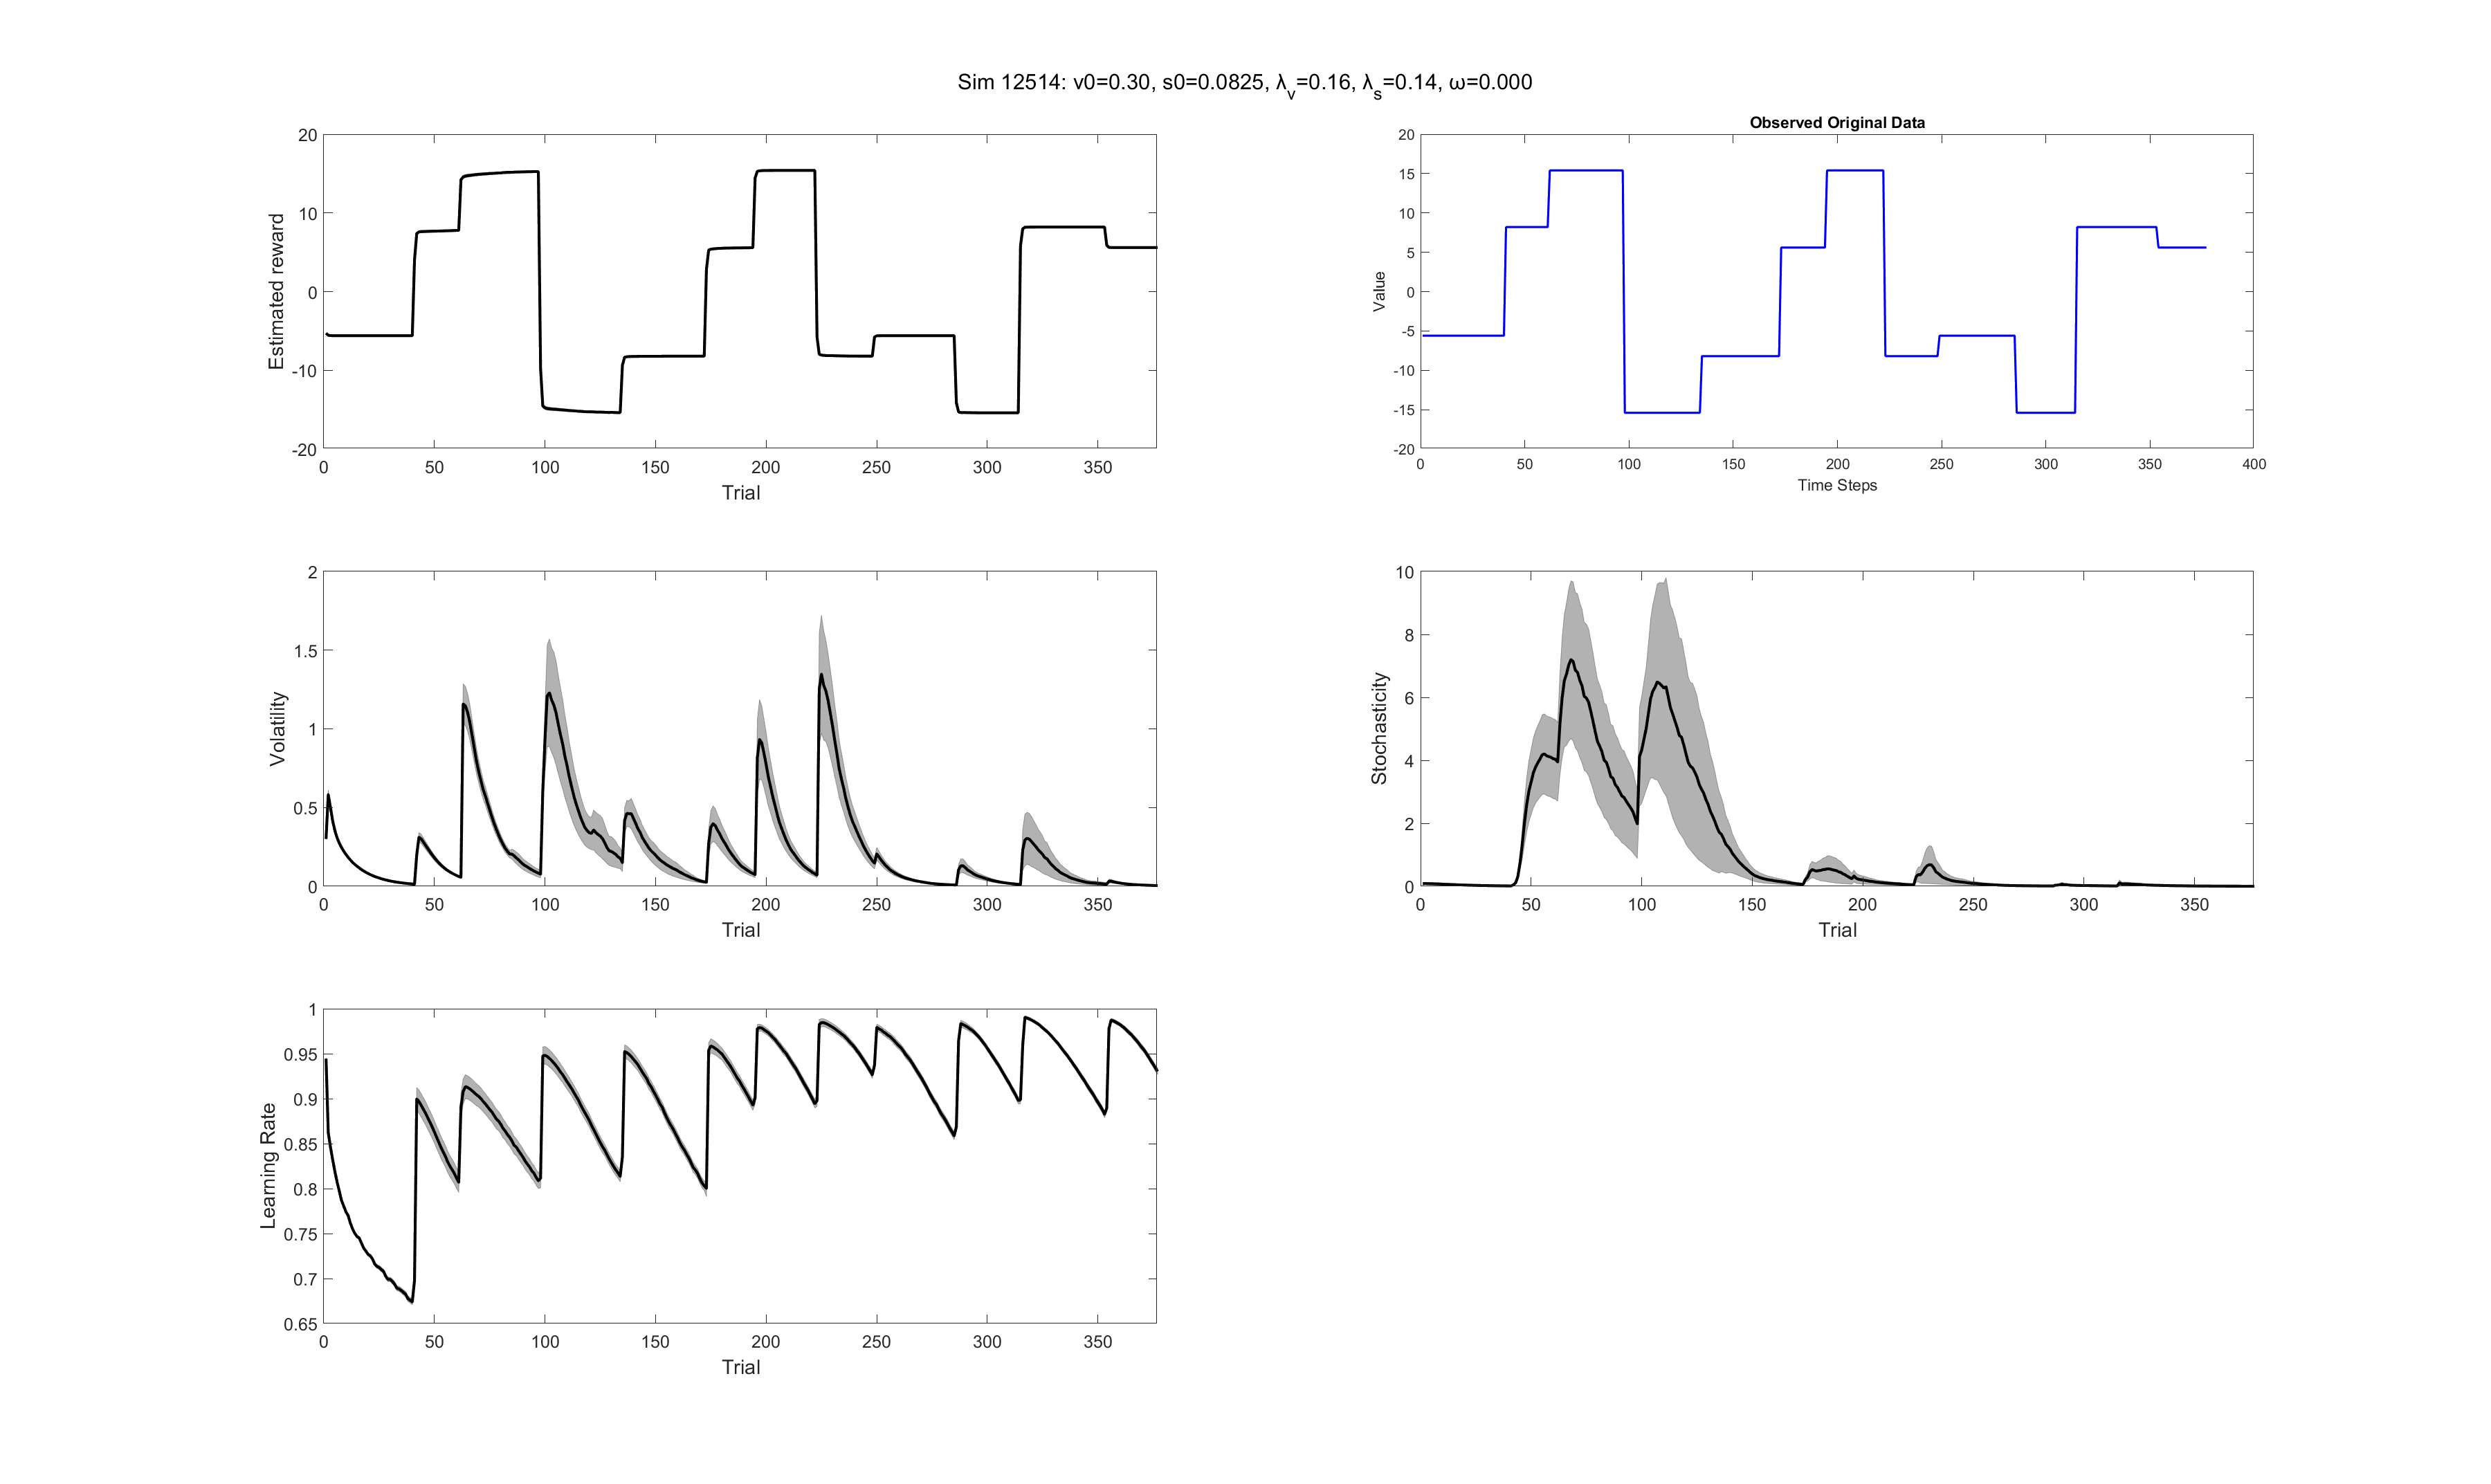 Sim 12514: v0=0.30, s0=0.0825, λv=0.16, λs=0.14, ω=0.000
20
10
0
-10
-20
Estimated reward
0 50 100 150 200 250 300 350
Trial
Observed Original Data
20
15
10
5
0
-5
-10
-15
-20
Value
0 50 100 150 200 250 300 350 400
Time Steps
2
1.5
1
0.5
0
Volatility
0 50 100 150 200 250 300 350
Trial
10
8
6
4
2
0
Stochasticity
0 50 100 150 200 250 300 350
Trial
1
0.95
0.9
0.85
0.8
0.75
0.7
0.65
Learning Rate
0 50 100 150 200 250 300 350
Trial